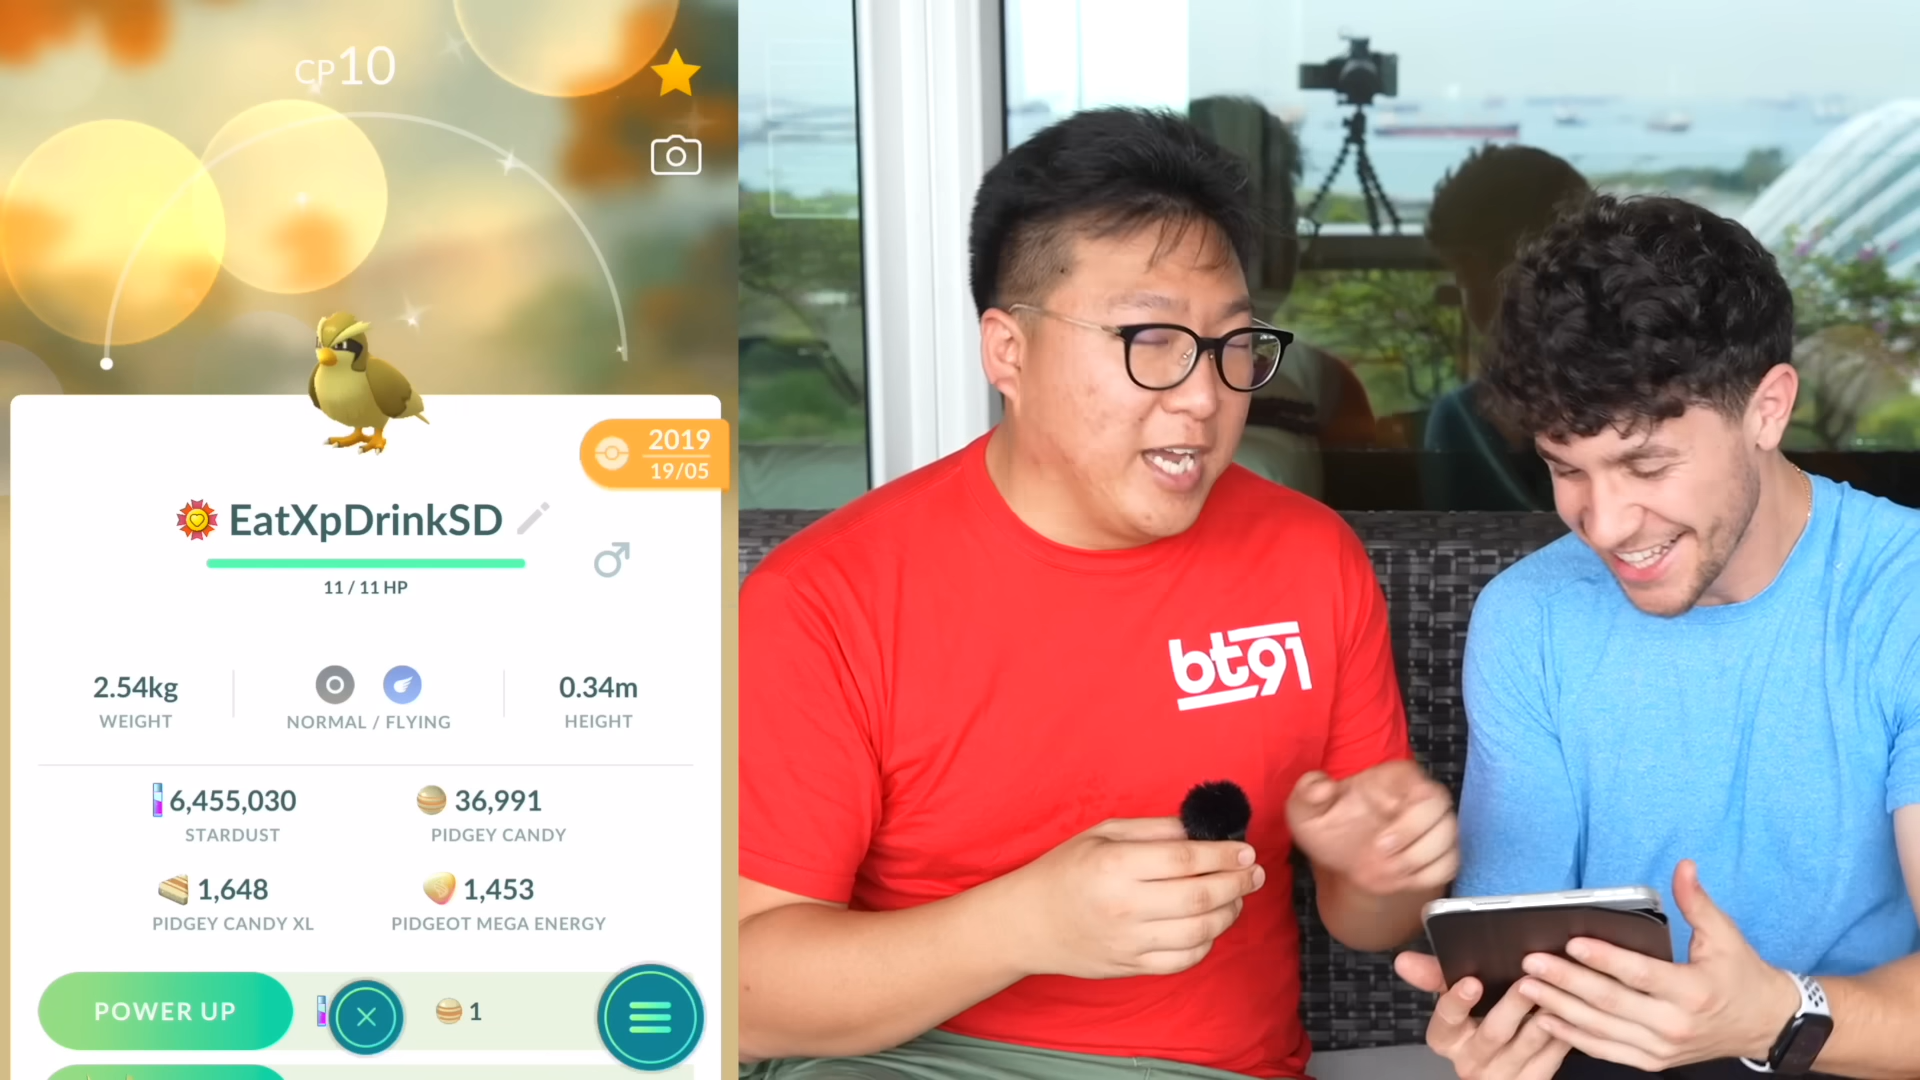 CP10
2019
19/05
EatXpDrinkSD
11 / 11 HP
2.54kg
WEIGHT
NORMAL / FLYING
0.34m
HEIGHT
6,455,030
STARDUST
36,991
PIDGEY CANDY
1,648
PIDGEY CANDY XL
1,453
PIDGEOT MEGA ENERGY
POWER UP
1
bt91